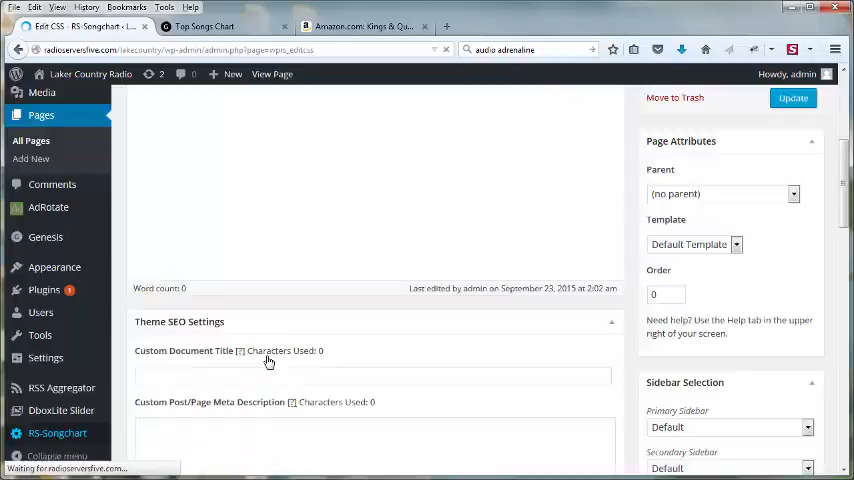 File Edit View History Bookmarks Tools Help
Edit CSS - RS-Songchart ‹ L... × Top Songs Chart × Amazon.com: Kings & Qu... × +
radioserversfive.com/lakecountry/wp-admin/admin.php?page=wprs_editcss
audio adrenaline
Laker Country Radio 2 0 + New View Page Howdy, admin
Media
Pages
All Pages
Add New
Comments
AdRotate
Genesis
Appearance
Plugins 1
Users
Tools
Settings
RSS Aggregator
DboxLite Slider
RS-Songchart
Collapse menu
Waiting for radioserversfive.com...
Word count: 0 Last edited by admin on September 23, 2015 at 2:02 am
Theme SEO Settings
Custom Document Title [?] Characters Used: 0
Custom Post/Page Meta Description [?] Characters Used: 0
Move to Trash Update
Page Attributes
Parent
(no parent)
Template
Default Template
Order
0
Need help? Use the Help tab in the upper
right of your screen.
Sidebar Selection
Primary Sidebar
Default
Secondary Sidebar
Default